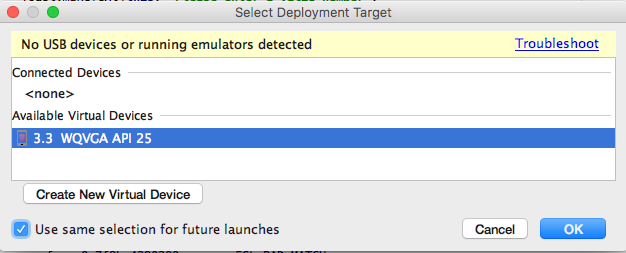 Select Deployment Target
No USB devices or running emulators detected Troubleshoot
Connected Devices
<none>
Available Virtual Devices
3.3 WQVGA API 25
Create New Virtual Device
Use same selection for future launches Cancel OK